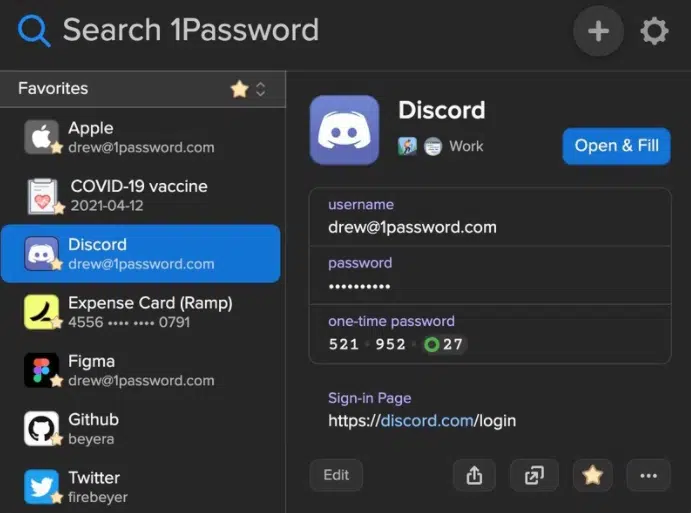 Search 1Password
Favorites
Apple
drew@1password.com
COVID-19 vaccine
2021-04-12
Discord
drew@1password.com
Expense Card (Ramp)
4556 •••• •••• 0791
Figma
drew@1password.com
Github
beyera
Twitter
firebeyer
Discord
Work
Open & Fill
username
drew@1password.com
password
••••••••••
one-time password
521 • 952 • 27
Sign-in Page
https://discord.com/login
Edit